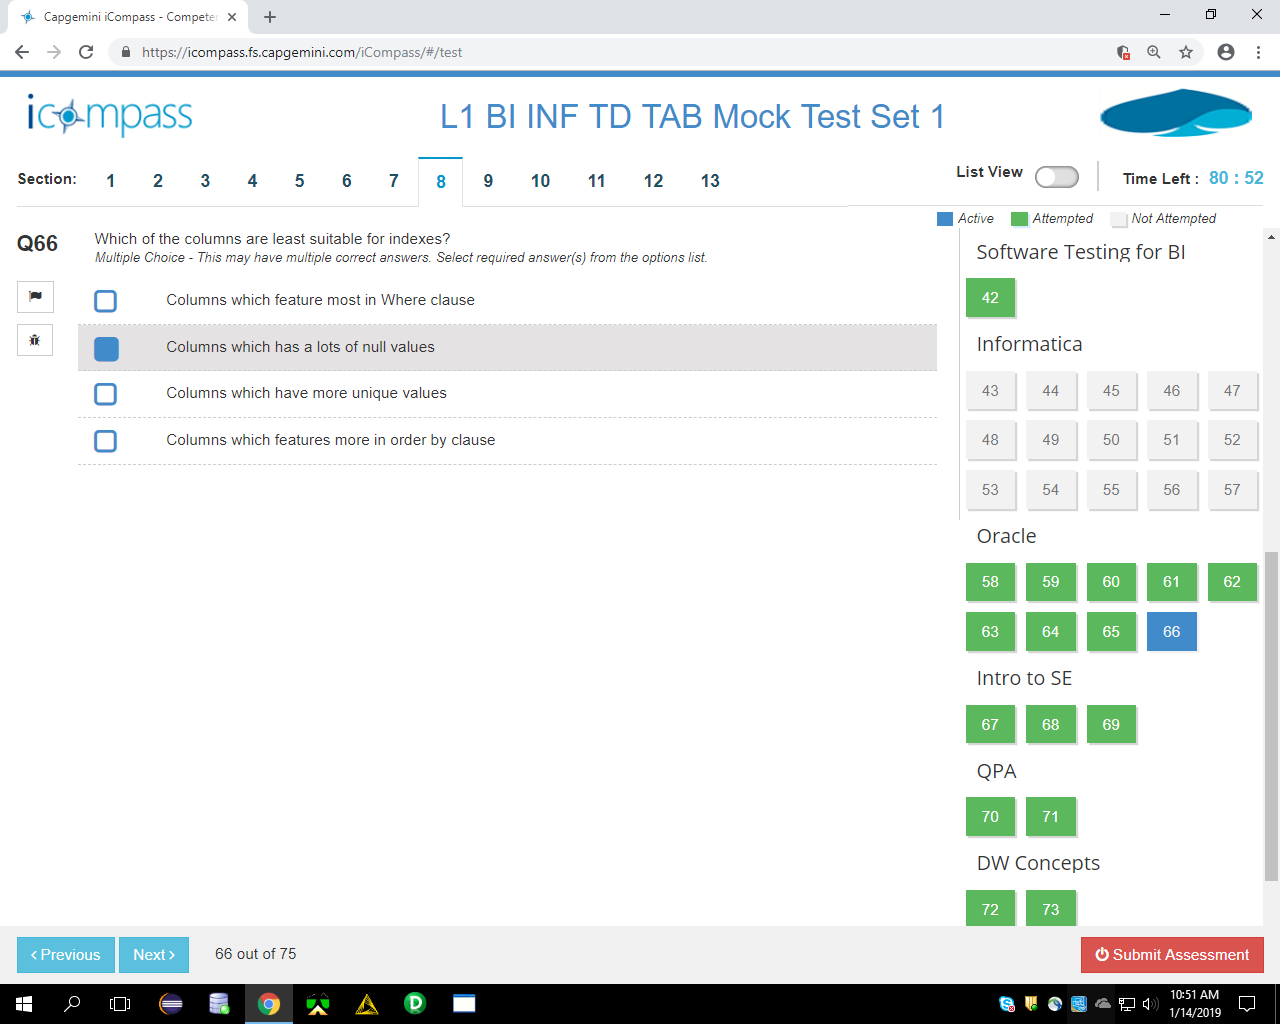 Capgemini iCompass - Competen
https://icompass.fs.capgemini.com/iCompass/#/test
icompass
L1 BI INF TD TAB Mock Test Set 1
Section: 1 2 3 4 5 6 7 8 9 10 11 12 13
List View
Time Left : 80 : 52
Active Attempted Not Attempted
Q66
Which of the columns are least suitable for indexes?
Multiple Choice - This may have multiple correct answers. Select required answer(s) from the options list.
Columns which feature most in Where clause
Columns which has a lots of null values
Columns which have more unique values
Columns which features more in order by clause
Software Testing for BI
42
Informatica
43 44 45 46 47
48 49 50 51 52
53 54 55 56 57
Oracle
58 59 60 61 62
63 64 65 66
Intro to SE
67 68 69
QPA
70 71
DW Concepts
72 73
Previous Next 66 out of 75
Submit Assessment
10:51 AM
1/14/2019